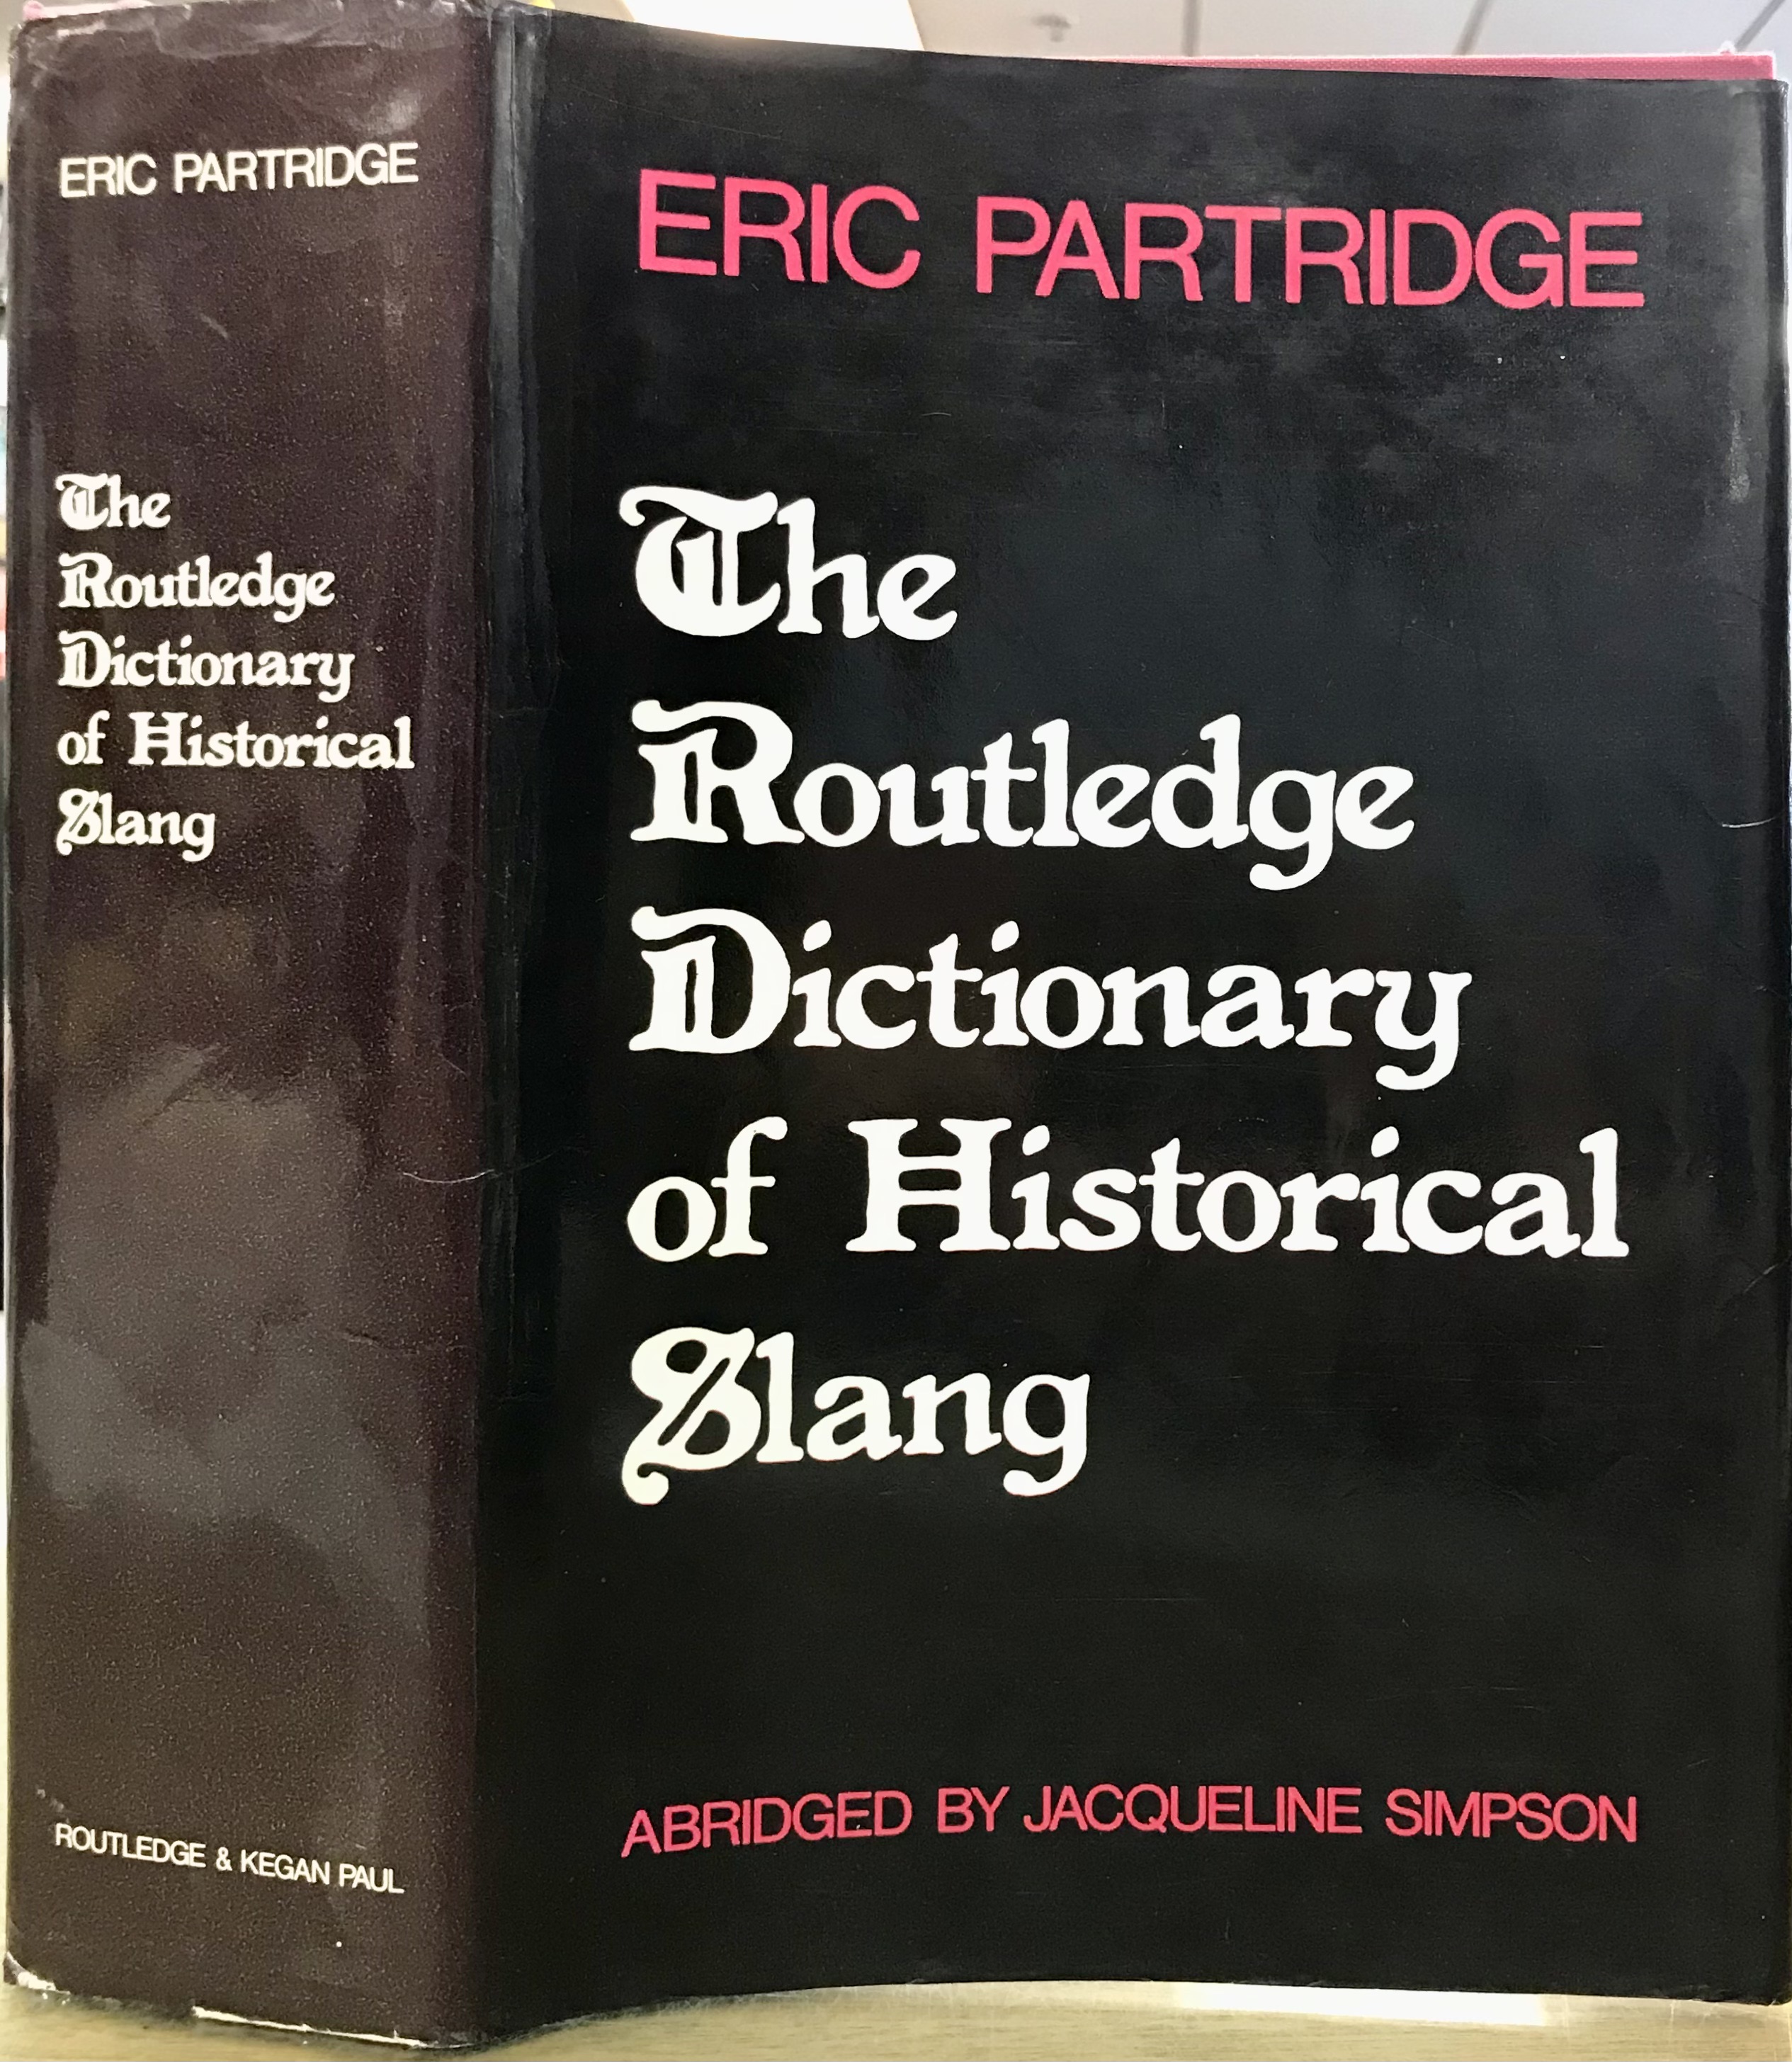 ERIC PARTRIDGE
The
Routledge
Dictionary
of Historical
Slang
ROUTLEDGE & KEGAN PAUL
ERIC PARTRIDGE
The
Routledge
Dictionary
of Historical
Slang
ABRIDGED BY JACQUELINE SIMPSON